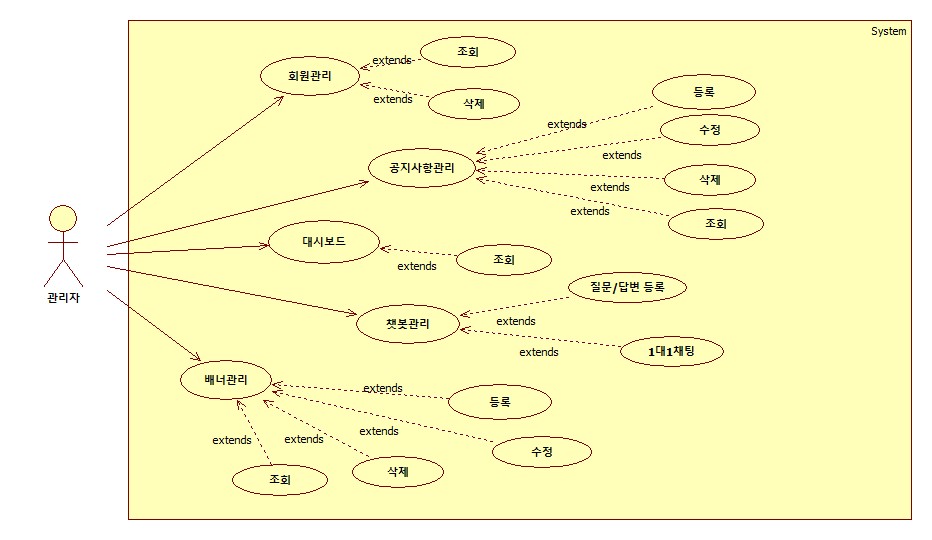 System
조회
extends
회원관리
extends
삭제
등록
extends
수정
extends
공지사항관리
삭제
extends
extends
조회
대시보드
조회
extends
관리자
질문/답변 등록
extends
챗봇관리
1대1채팅
extends
배너관리
extends
등록
extends
extends
extends
수정
조회
삭제